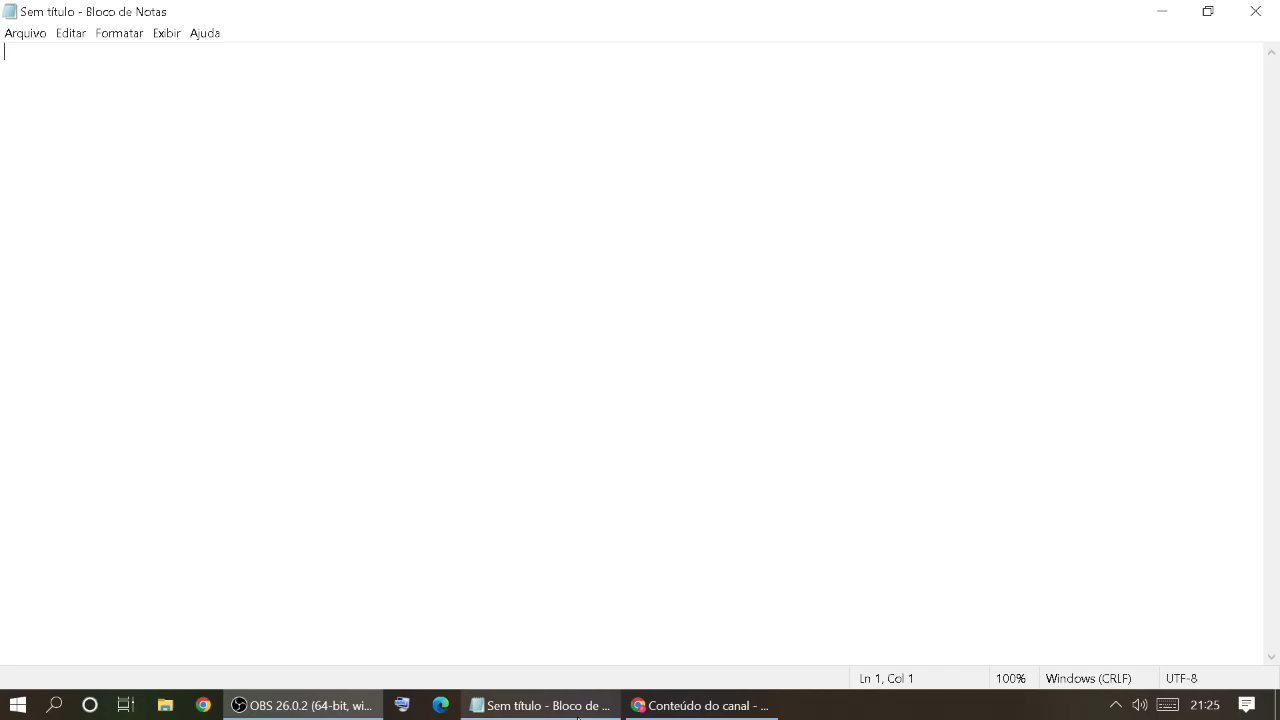 Sem título - Bloco de Notas
Arquivo Editar Formatar Exibir Ajuda
Ln 1, Col 1 100% Windows (CRLF) UTF-8
OBS 26.0.2 (64-bit, wi... Sem título - Bloco de ... Conteúdo do canal - ... 21:25